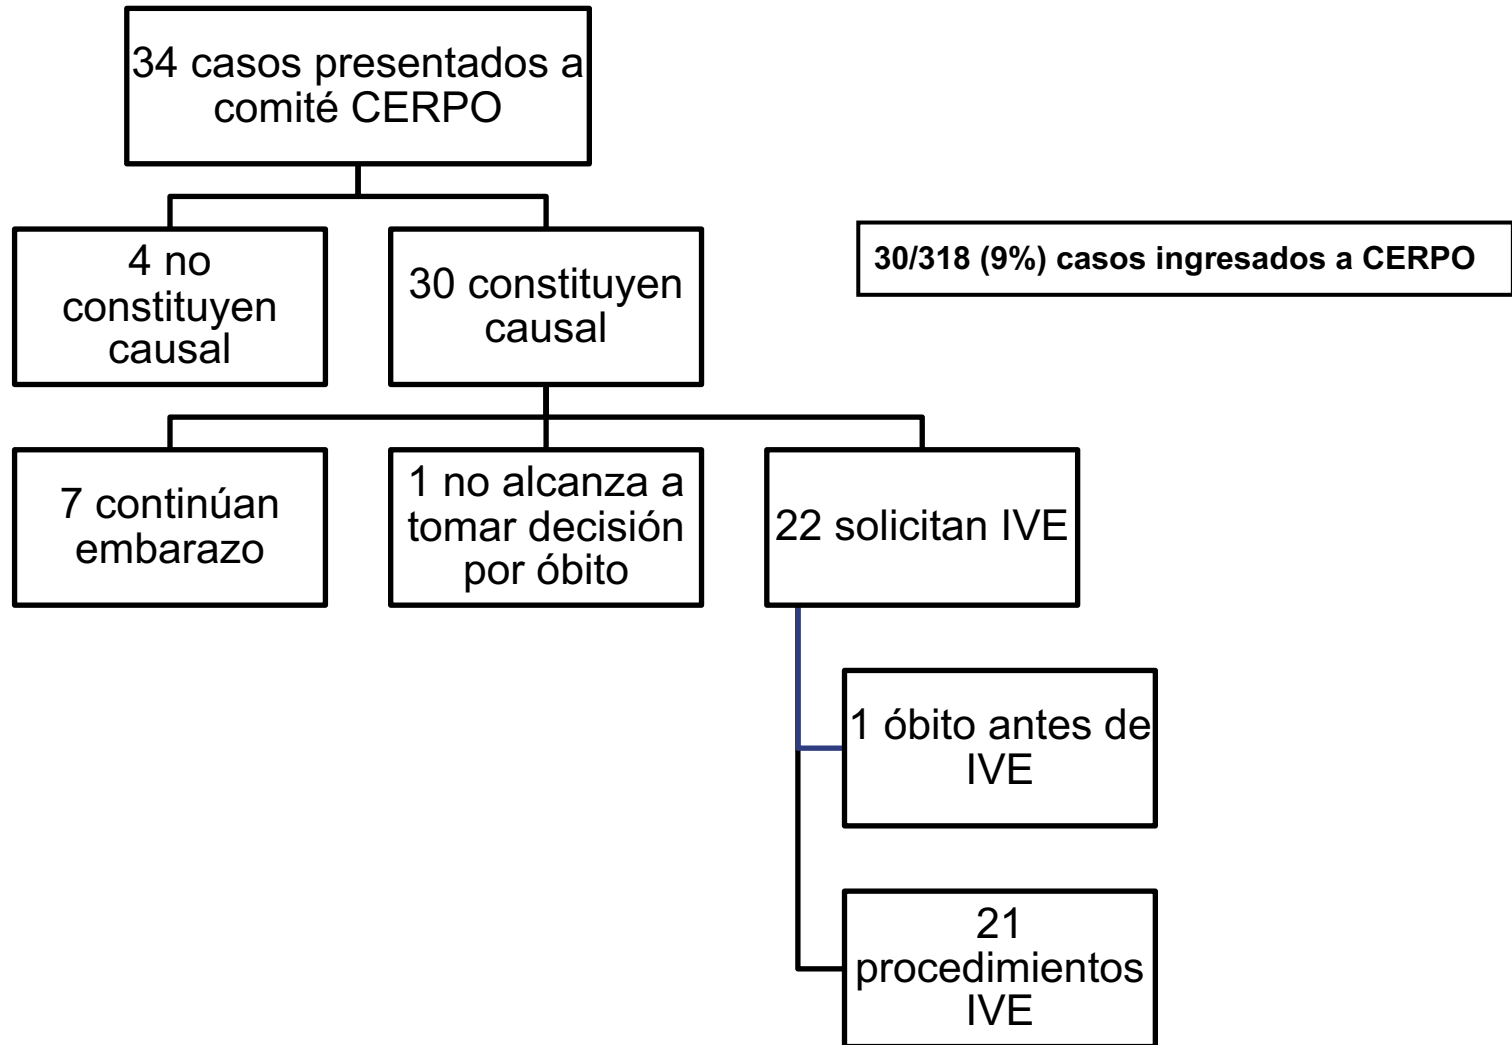 34 casos presentados a
comité CERPO
4 no
constituyen
causal
30 constituyen
causal
30/318 (9%) casos ingresados a CERPO
7 continúan
embarazo
1 no alcanza a
tomar decisión
por óbito
22 solicitan IVE
1 óbito antes de
IVE
21
procedimientos
IVE